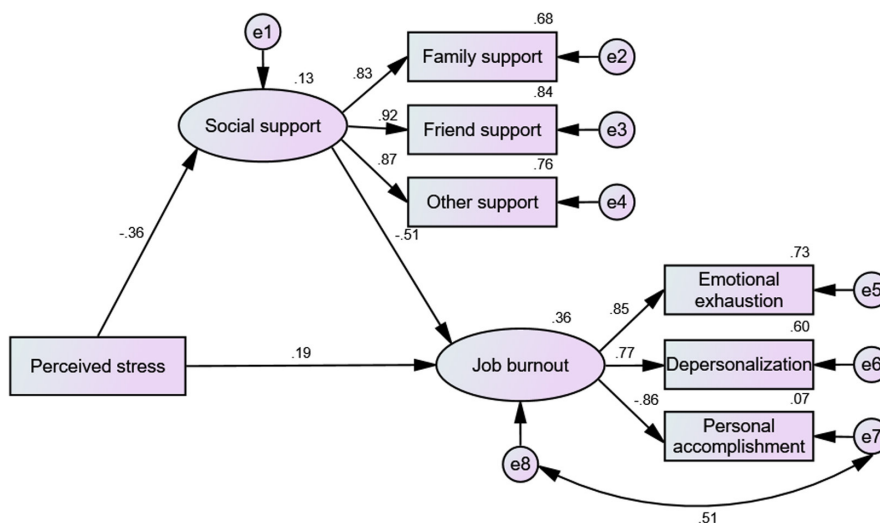 e1
.68
.13
Family support
e2
.83
.84
Social support
.92
Friend support
e3
.87
.76
Other support
e4
-.36
-.51
.73
Emotional
exhaustion
e5
.85
.36
.60
Perceived stress
.19
Job burnout
.77
Depersonalization
e6
-.86
.07
Personal
accomplishment
e7
e8
.51